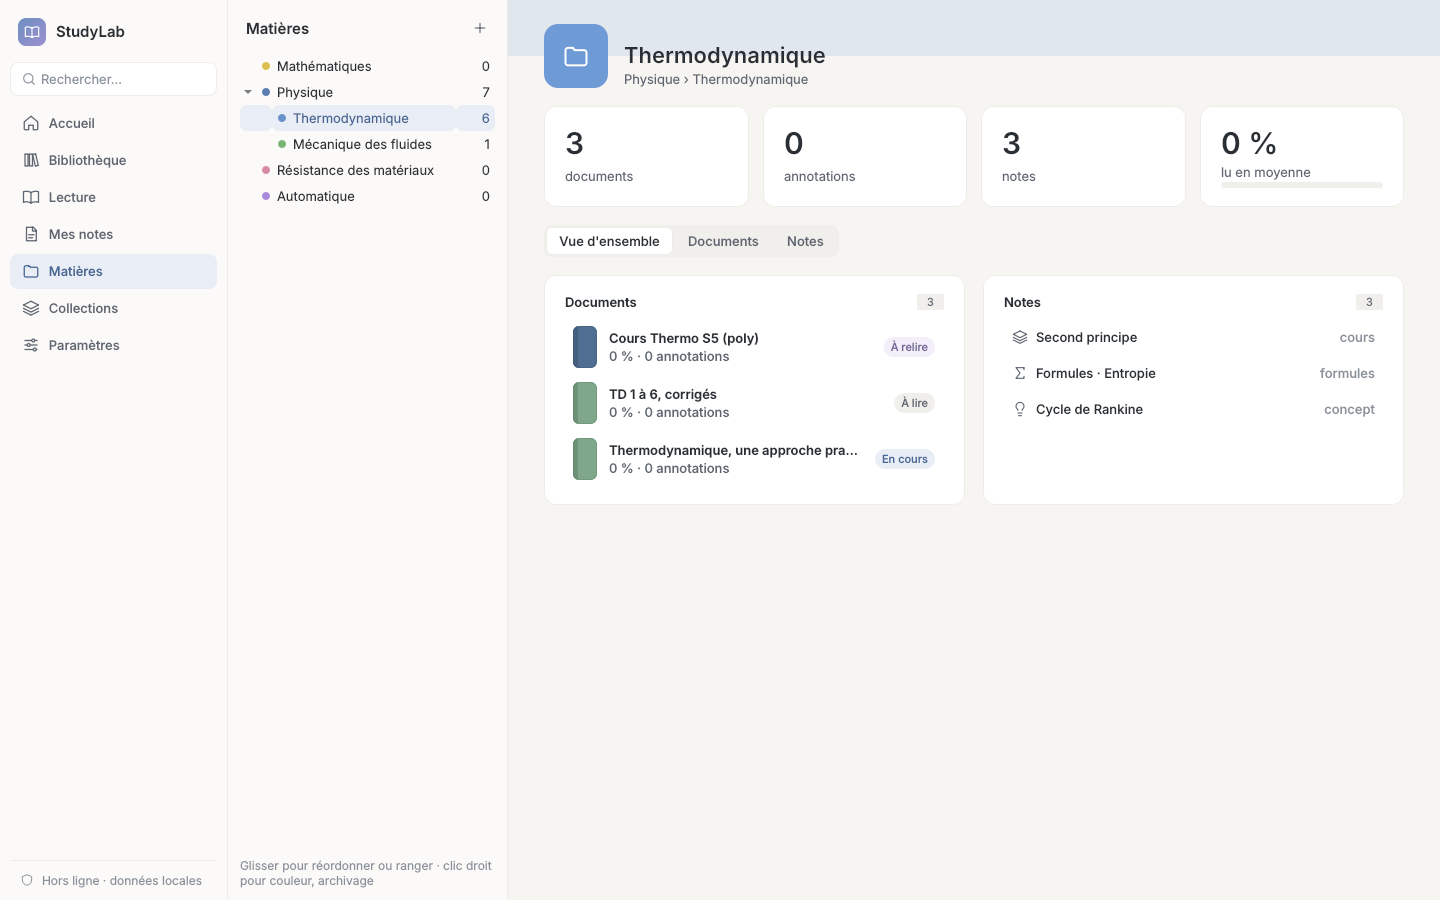 StudyLab
Rechercher...
Accueil
Bibliothèque
Lecture
Mes notes
Matières
Collections
Paramètres
Hors ligne · données locales
Matières
Mathématiques 0
Physique 7
Thermodynamique 6
Mécanique des fluides 1
Résistance des matériaux 0
Automatique 0
Glisser pour réordonner ou ranger · clic droit
pour couleur, archivage
Thermodynamique
Physique › Thermodynamique
3
documents
0
annotations
3
notes
0 %
lu en moyenne
Vue d'ensemble Documents Notes
Documents 3
Cours Thermo S5 (poly)
0 % · 0 annotations
À relire
TD 1 à 6, corrigés
0 % · 0 annotations
À lire
Thermodynamique, une approche pra...
0 % · 0 annotations
En cours
Notes 3
Second principe cours
Formules · Entropie formules
Cycle de Rankine concept